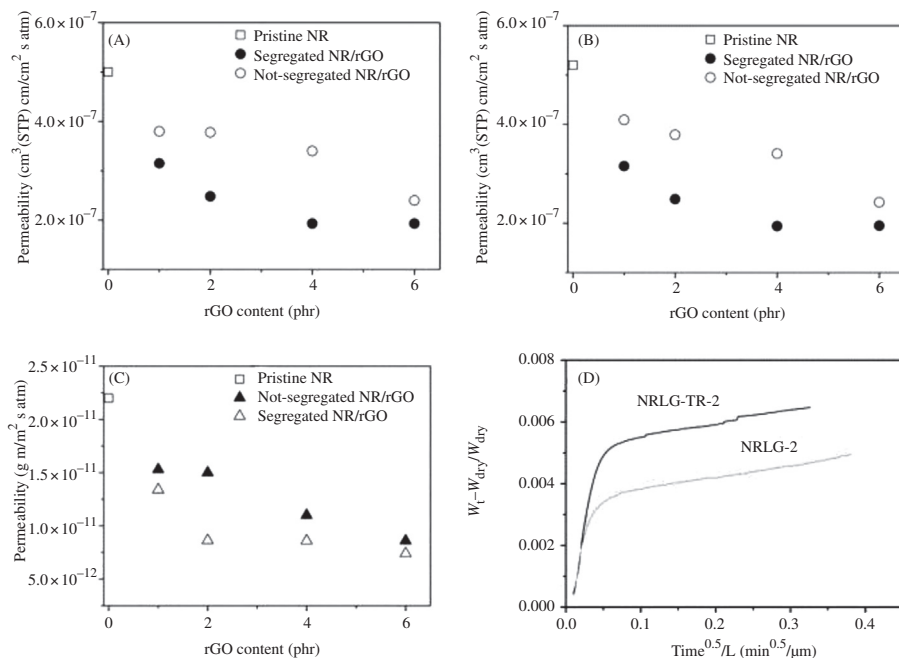 (A)
6.0×10⁻⁷
4.0×10⁻⁷
2.0×10⁻⁷
Permeability (cm³(STP) cm/cm² s atm)
Pristine NR
Segregated NR/rGO
Not-segregated NR/rGO
0 2 4 6
rGO content (phr)
(B)
6.0×10⁻⁷
4.0×10⁻⁷
2.0×10⁻⁷
Permeability (cm³(STP) cm/cm² s atm)
Pristine NR
Segregated NR/rGO
Not-segregated NR/rGO
0 2 4 6
rGO content (phr)
(C)
2.5×10⁻¹¹
2.0×10⁻¹¹
1.5×10⁻¹¹
1.0×10⁻¹¹
5.0×10⁻¹²
Permeability (g m/m² s atm)
Pristine NR
Not-segregated NR/rGO
Segregated NR/rGO
0 2 4 6
rGO content (phr)
(D)
0.008
0.006
0.004
0.002
0.000
Wₜ–W_dry/W_dry
NRLG-TR-2
NRLG-2
0.0 0.1 0.2 0.3 0.4
Time⁰·⁵/L (min⁰·⁵/μm)